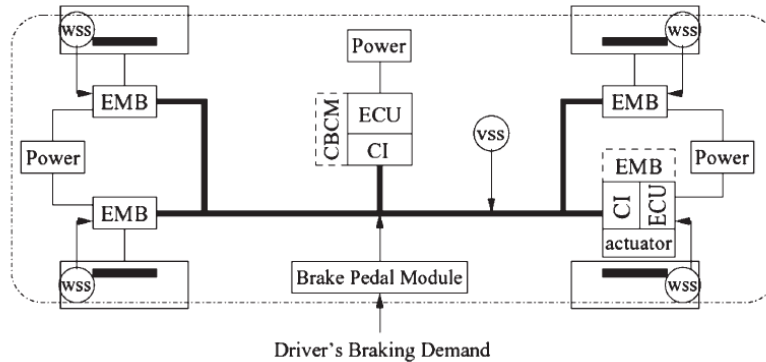 wss
wss
Power
EMB
EMB
CBCM
ECU
CI
vss
Power
Power
EMB
EMB
CI
ECU
actuator
wss
wss
Brake Pedal Module
Driver's Braking Demand